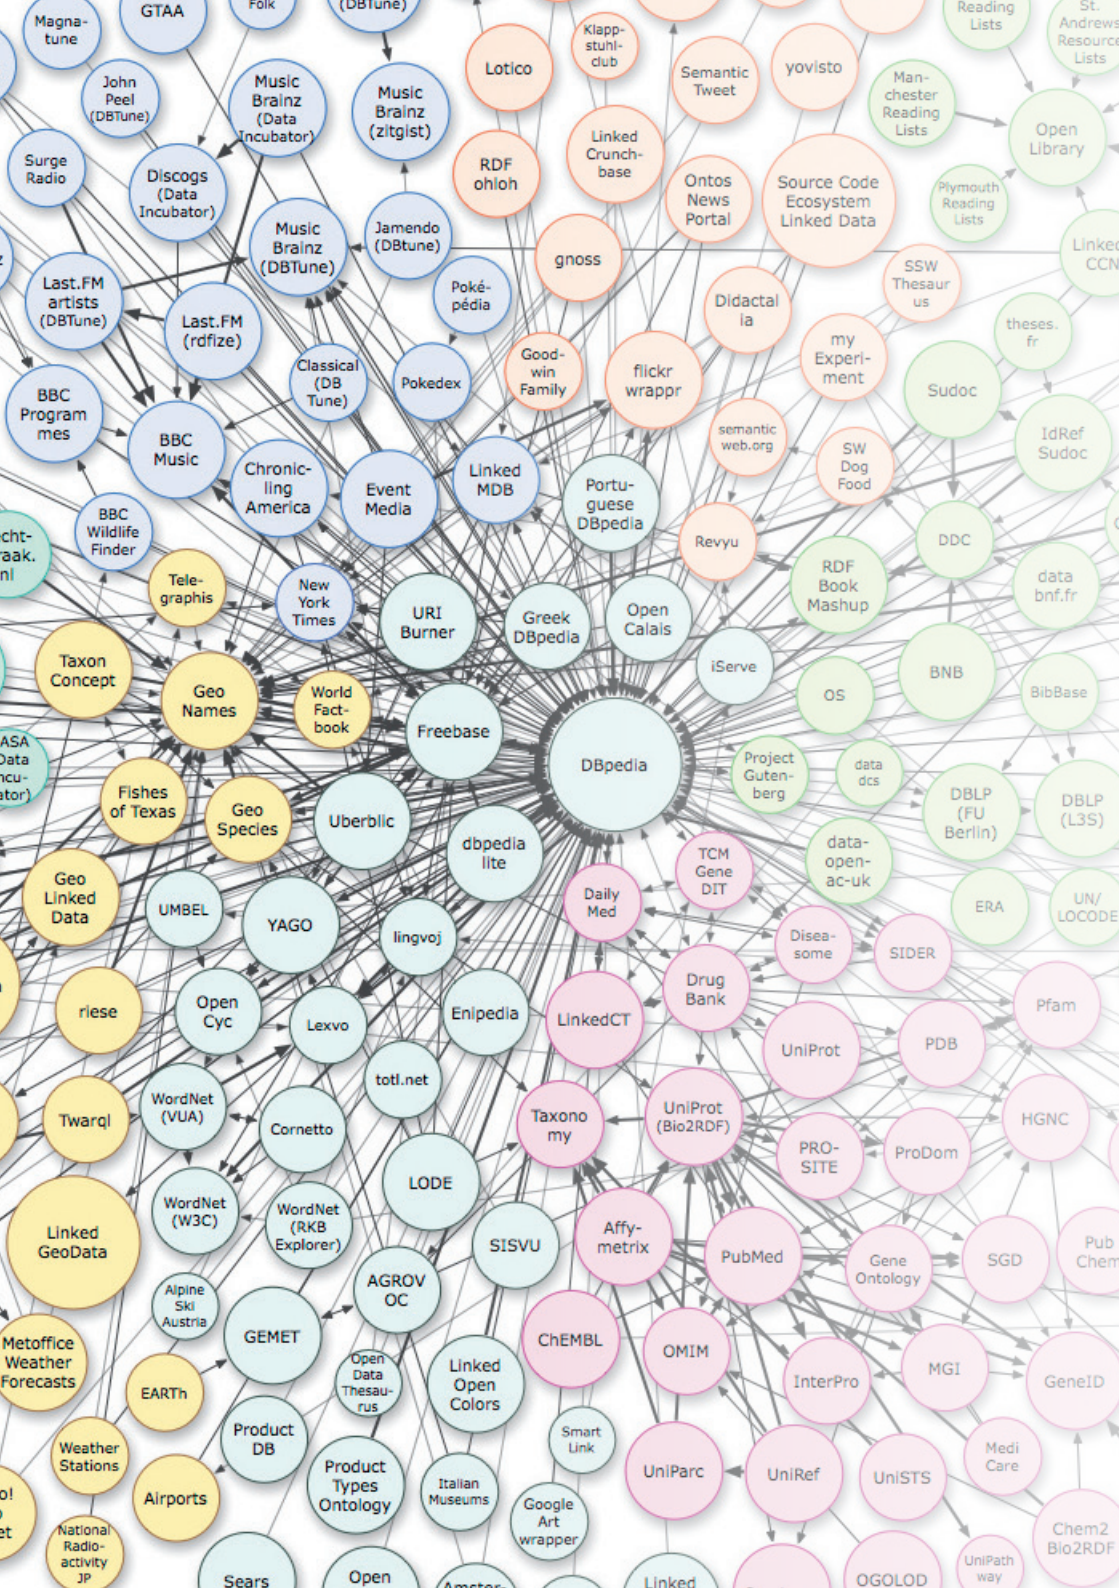 Magna-
tune
GTAA
Folk
(DBTune)
John
Peel
(DBTune)
Music
Brainz
(Data
Incubator)
Music
Brainz
(zitgist)
Lotico
Klapp-
stuhl-
club
Semantic
Tweet
yovisto
Reading
Lists
St.
Andrews
Resource
Lists
Man-
chester
Reading
Lists
Open
Library
Surge
Radio
Discogs
(Data
Incubator)
RDF
ohloh
Linked
Crunch-
base
Ontos
News
Portal
Source Code
Ecosystem
Linked Data
Plymouth
Reading
Lists
Music
Brainz
(DBTune)
Jamendo
(DBtune)
gnoss
Linked
CCN
Last.FM
artists
(DBTune)
Last.FM
(rdfize)
Poké-
pédia
Didactal
ia
SSW
Thesaur
us
BBC
Program
mes
Classical
(DB
Tune)
Pokedex
Good-
win
Family
flickr
wrappr
my
Experi-
ment
theses.
fr
Sudoc
BBC
Music
Chronic-
ling
America
Event
Media
Linked
MDB
Portu-
guese
DBpedia
semantic
web.org
SW
Dog
Food
IdRef
Sudoc
BBC
Wildlife
Finder
Revyu
DDC
echt-
raak.
nl
Tele-
graphis
New
York
Times
URI
Burner
Greek
DBpedia
Open
Calais
RDF
Book
Mashup
data
bnf.fr
Taxon
Concept
Geo
Names
World
Fact-
book
Freebase
DBpedia
iServe
OS
BNB
BibBase
ASA
Data
ncu-
ator)
Fishes
of Texas
Geo
Species
Uberblic
dbpedia
lite
Project
Guten-
berg
data
dcs
DBLP
(FU
Berlin)
DBLP
(L3S)
Geo
Linked
Data
UMBEL
YAGO
lingvoj
Daily
Med
TCM
Gene
DIT
data-
open-
ac-uk
ERA
UN/
LOCODE
Disea-
some
SIDER
riese
Open
Cyc
Lexvo
Enipedia
LinkedCT
Drug
Bank
UniProt
PDB
Pfam
Twarql
WordNet
(VUA)
Cornetto
totl.net
Taxono
my
UniProt
(Bio2RDF)
PRO-
SITE
ProDom
HGNC
Linked
GeoData
WordNet
(W3C)
WordNet
(RKB
Explorer)
LODE
SISVU
Affy-
metrix
PubMed
Gene
Ontology
SGD
Pub
Chem
Alpine
Ski
Austria
AGROV
OC
GEMET
ChEMBL
OMIM
Metoffice
Weather
Forecasts
EARTh
Open
Data
Thesau-
rus
Linked
Open
Colors
InterPro
MGI
GeneID
Product
DB
Smart
Link
Weather
Stations
Airports
Product
Types
Ontology
Italian
Museums
UniParc
UniRef
UniSTS
Medi
Care
o!
et
Google
Art
wrapper
Chem2
Bio2RDF
National
Radio-
activity
JP
Sears
Open
Amster-
Linked
OGOLOD
UniPath
way